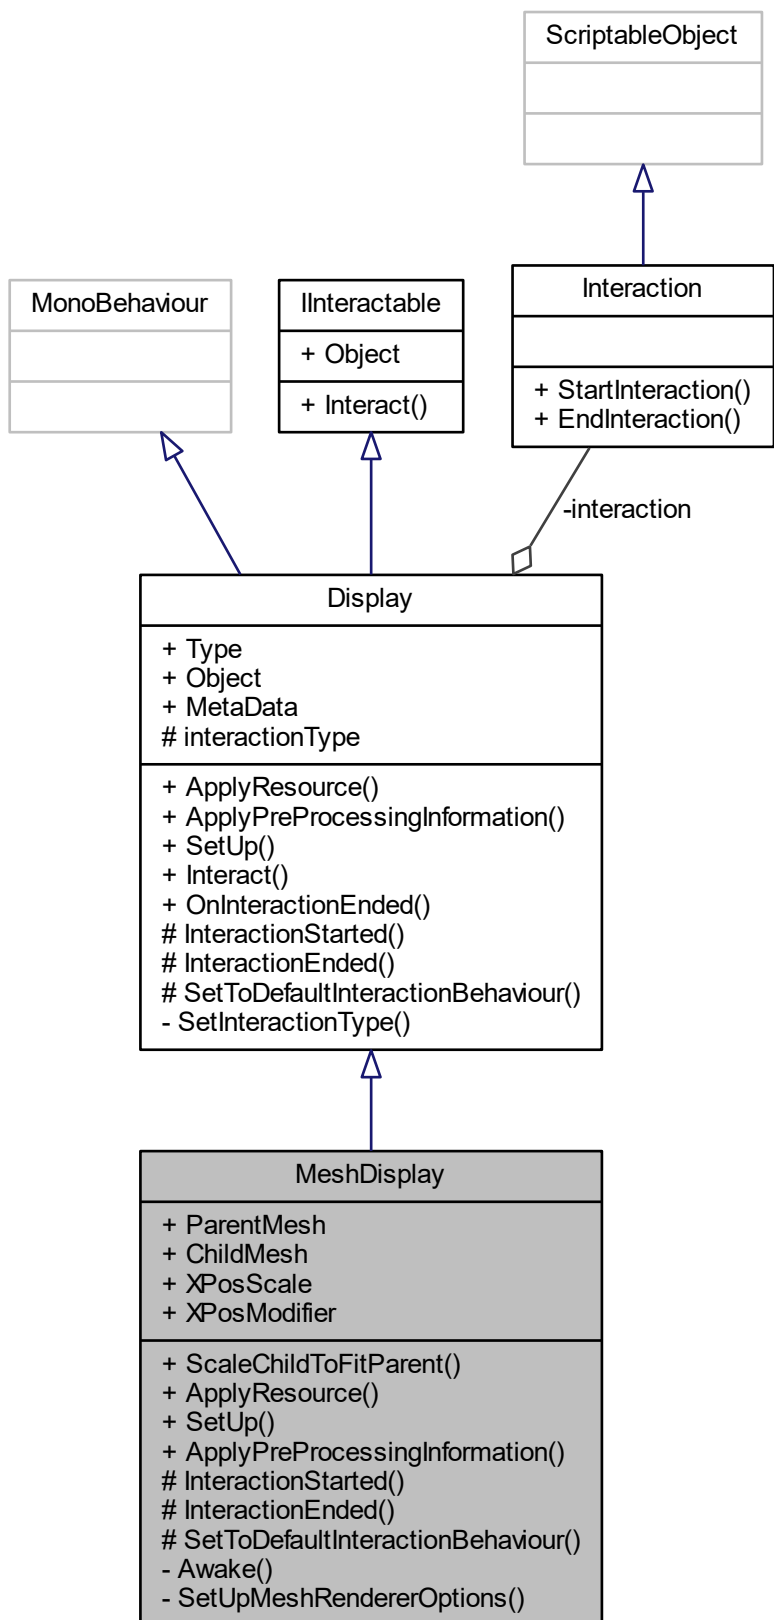 ScriptableObject
MonoBehaviour
IInteractable
+ Object
+ Interact()
Interaction
+ StartInteraction()
+ EndInteraction()
-interaction
Display
+ Type
+ Object
+ MetaData
# interactionType
+ ApplyResource()
+ ApplyPreProcessingInformation()
+ SetUp()
+ Interact()
+ OnInteractionEnded()
# InteractionStarted()
# InteractionEnded()
# SetToDefaultInteractionBehaviour()
- SetInteractionType()
MeshDisplay
+ ParentMesh
+ ChildMesh
+ XPosScale
+ XPosModifier
+ ScaleChildToFitParent()
+ ApplyResource()
+ SetUp()
+ ApplyPreProcessingInformation()
# InteractionStarted()
# InteractionEnded()
# SetToDefaultInteractionBehaviour()
- Awake()
- SetUpMeshRendererOptions()